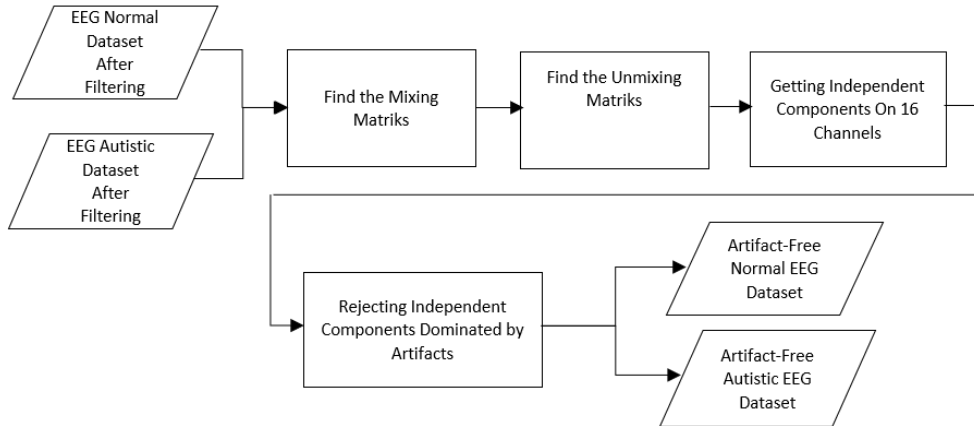 EEG Normal
Dataset
After
Filtering
EEG Autistic
Dataset
After
Filtering
Find the Mixing
Matriks
Find the Unmixing
Matriks
Getting Independent
Components On 16
Channels
Rejecting Independent
Components Dominated by
Artifacts
Artifact-Free
Normal EEG
Dataset
Artifact-Free
Autistic EEG
Dataset